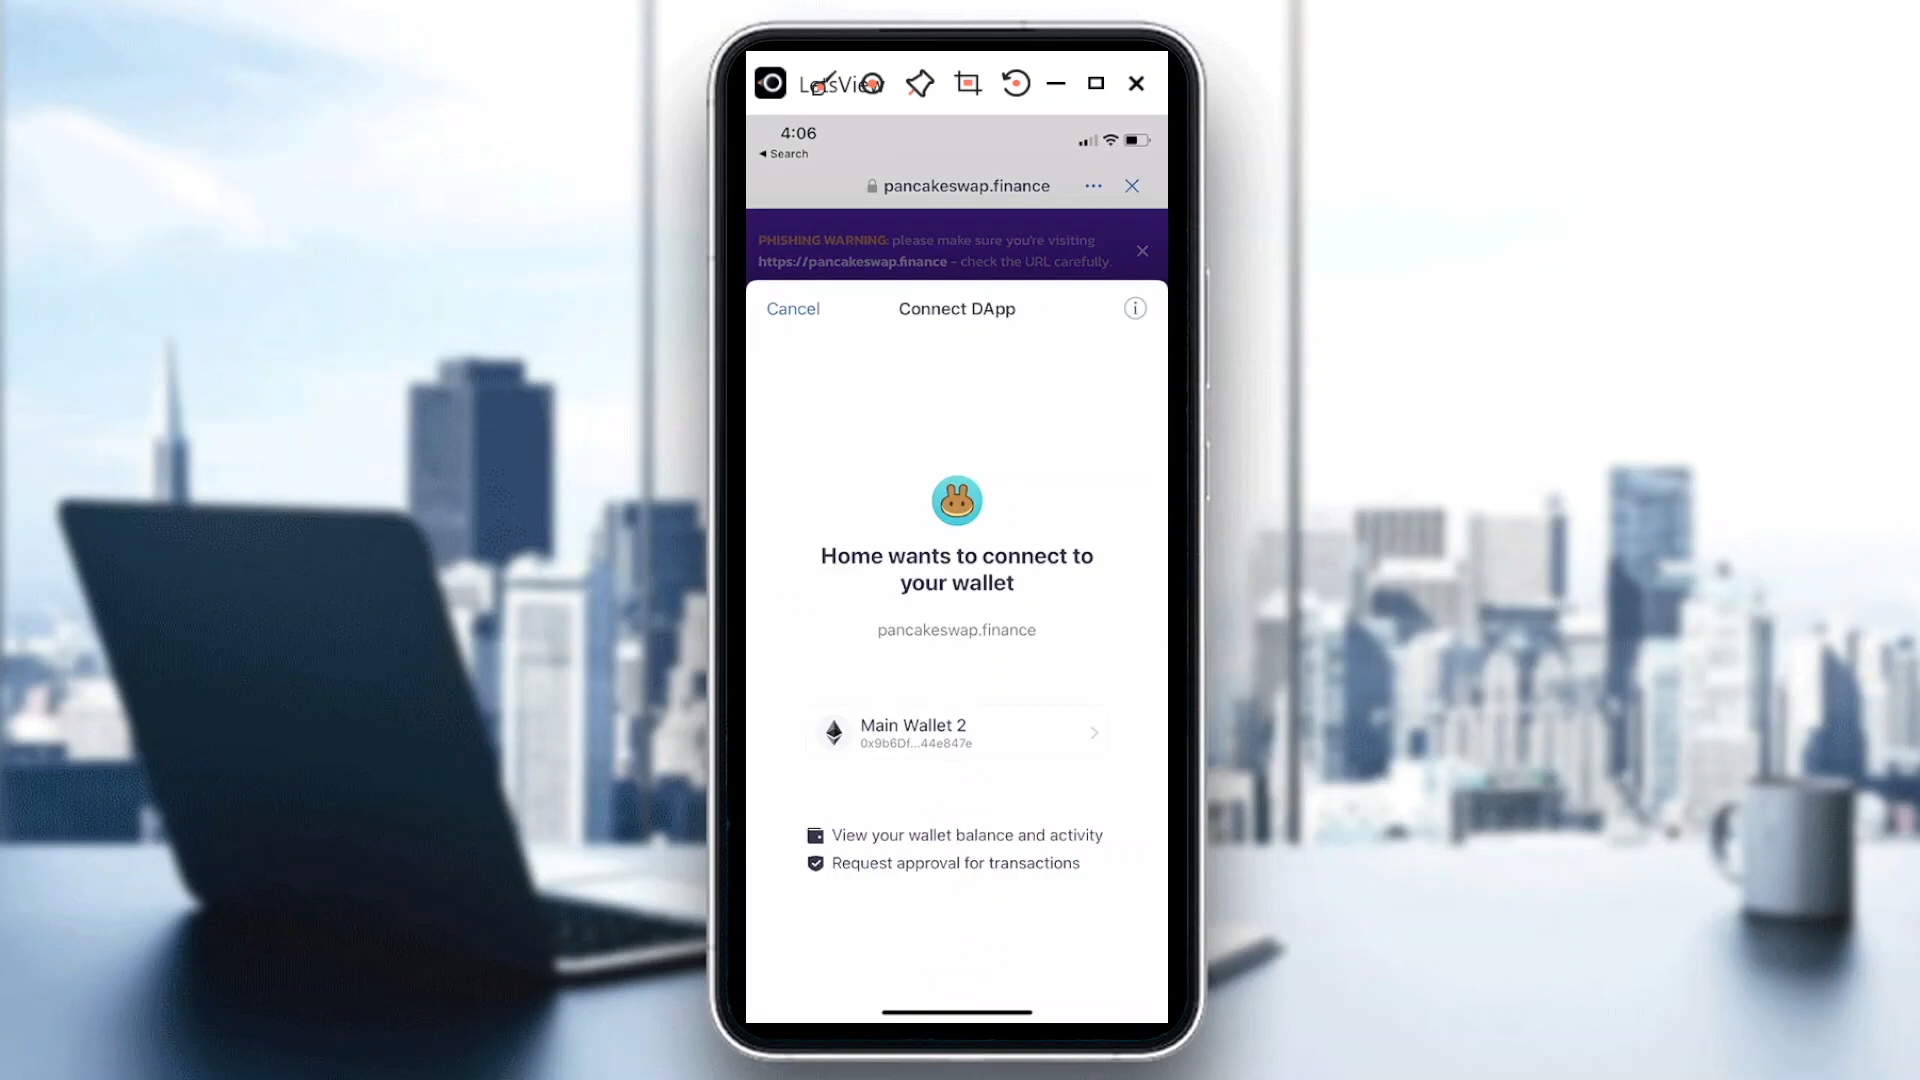 LetsView
4:06
◄ Search
pancakeswap.finance
PHISHING WARNING: please make sure you're visiting
https://pancakeswap.finance - check the URL carefully.
Cancel
Connect DApp
Home wants to connect to
your wallet
pancakeswap.finance
Main Wallet 2
0x9b6Df...44e847e
View your wallet balance and activity
Request approval for transactions